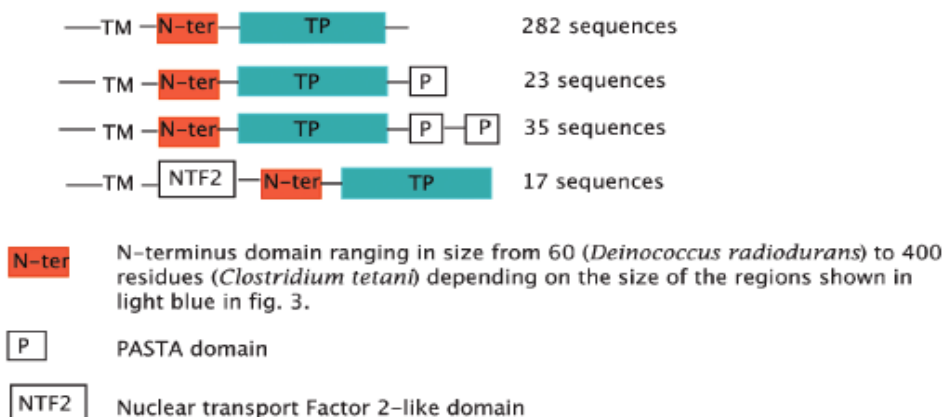 TM N-ter TP 282 sequences
TM N-ter TP P 23 sequences
TM N-ter TP P P 35 sequences
TM NTF2 N-ter TP 17 sequences
N-ter N-terminus domain ranging in size from 60 (Deinococcus radiodurans) to 400
residues (Clostridium tetani) depending on the size of the regions shown in
light blue in fig. 3.
P PASTA domain
NTF2 Nuclear transport Factor 2-like domain